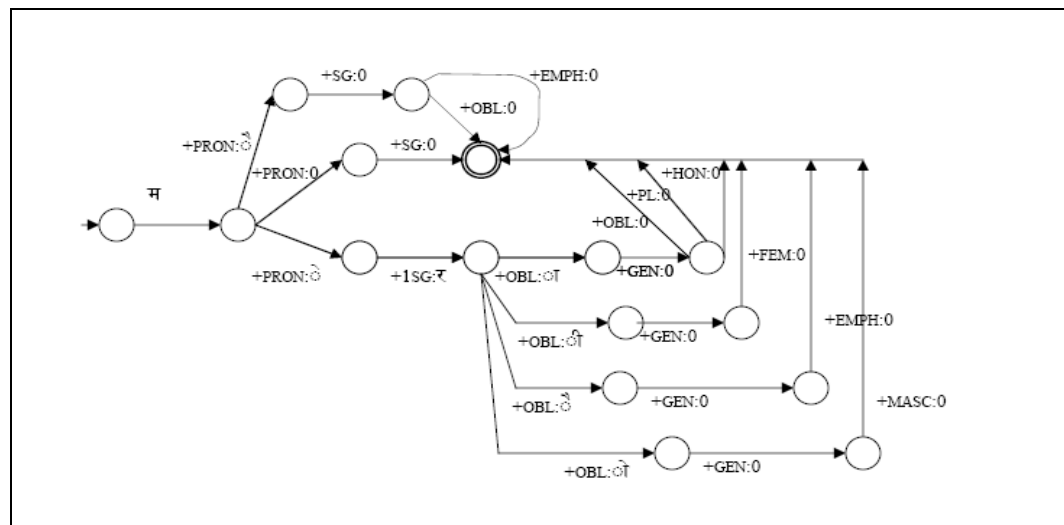 +SG:0
+EMPH:0
+OBL:0
+PRON:ै
+PRON:0
+SG:0
+HON:0
+PL:0
म
+OBL:0
+PRON:े
+1SG:र
+OBL:ा
+GEN:0
+FEM:0
+OBL:ी
+GEN:0
+EMPH:0
+OBL:ै
+GEN:0
+MASC:0
+OBL:ो
+GEN:0